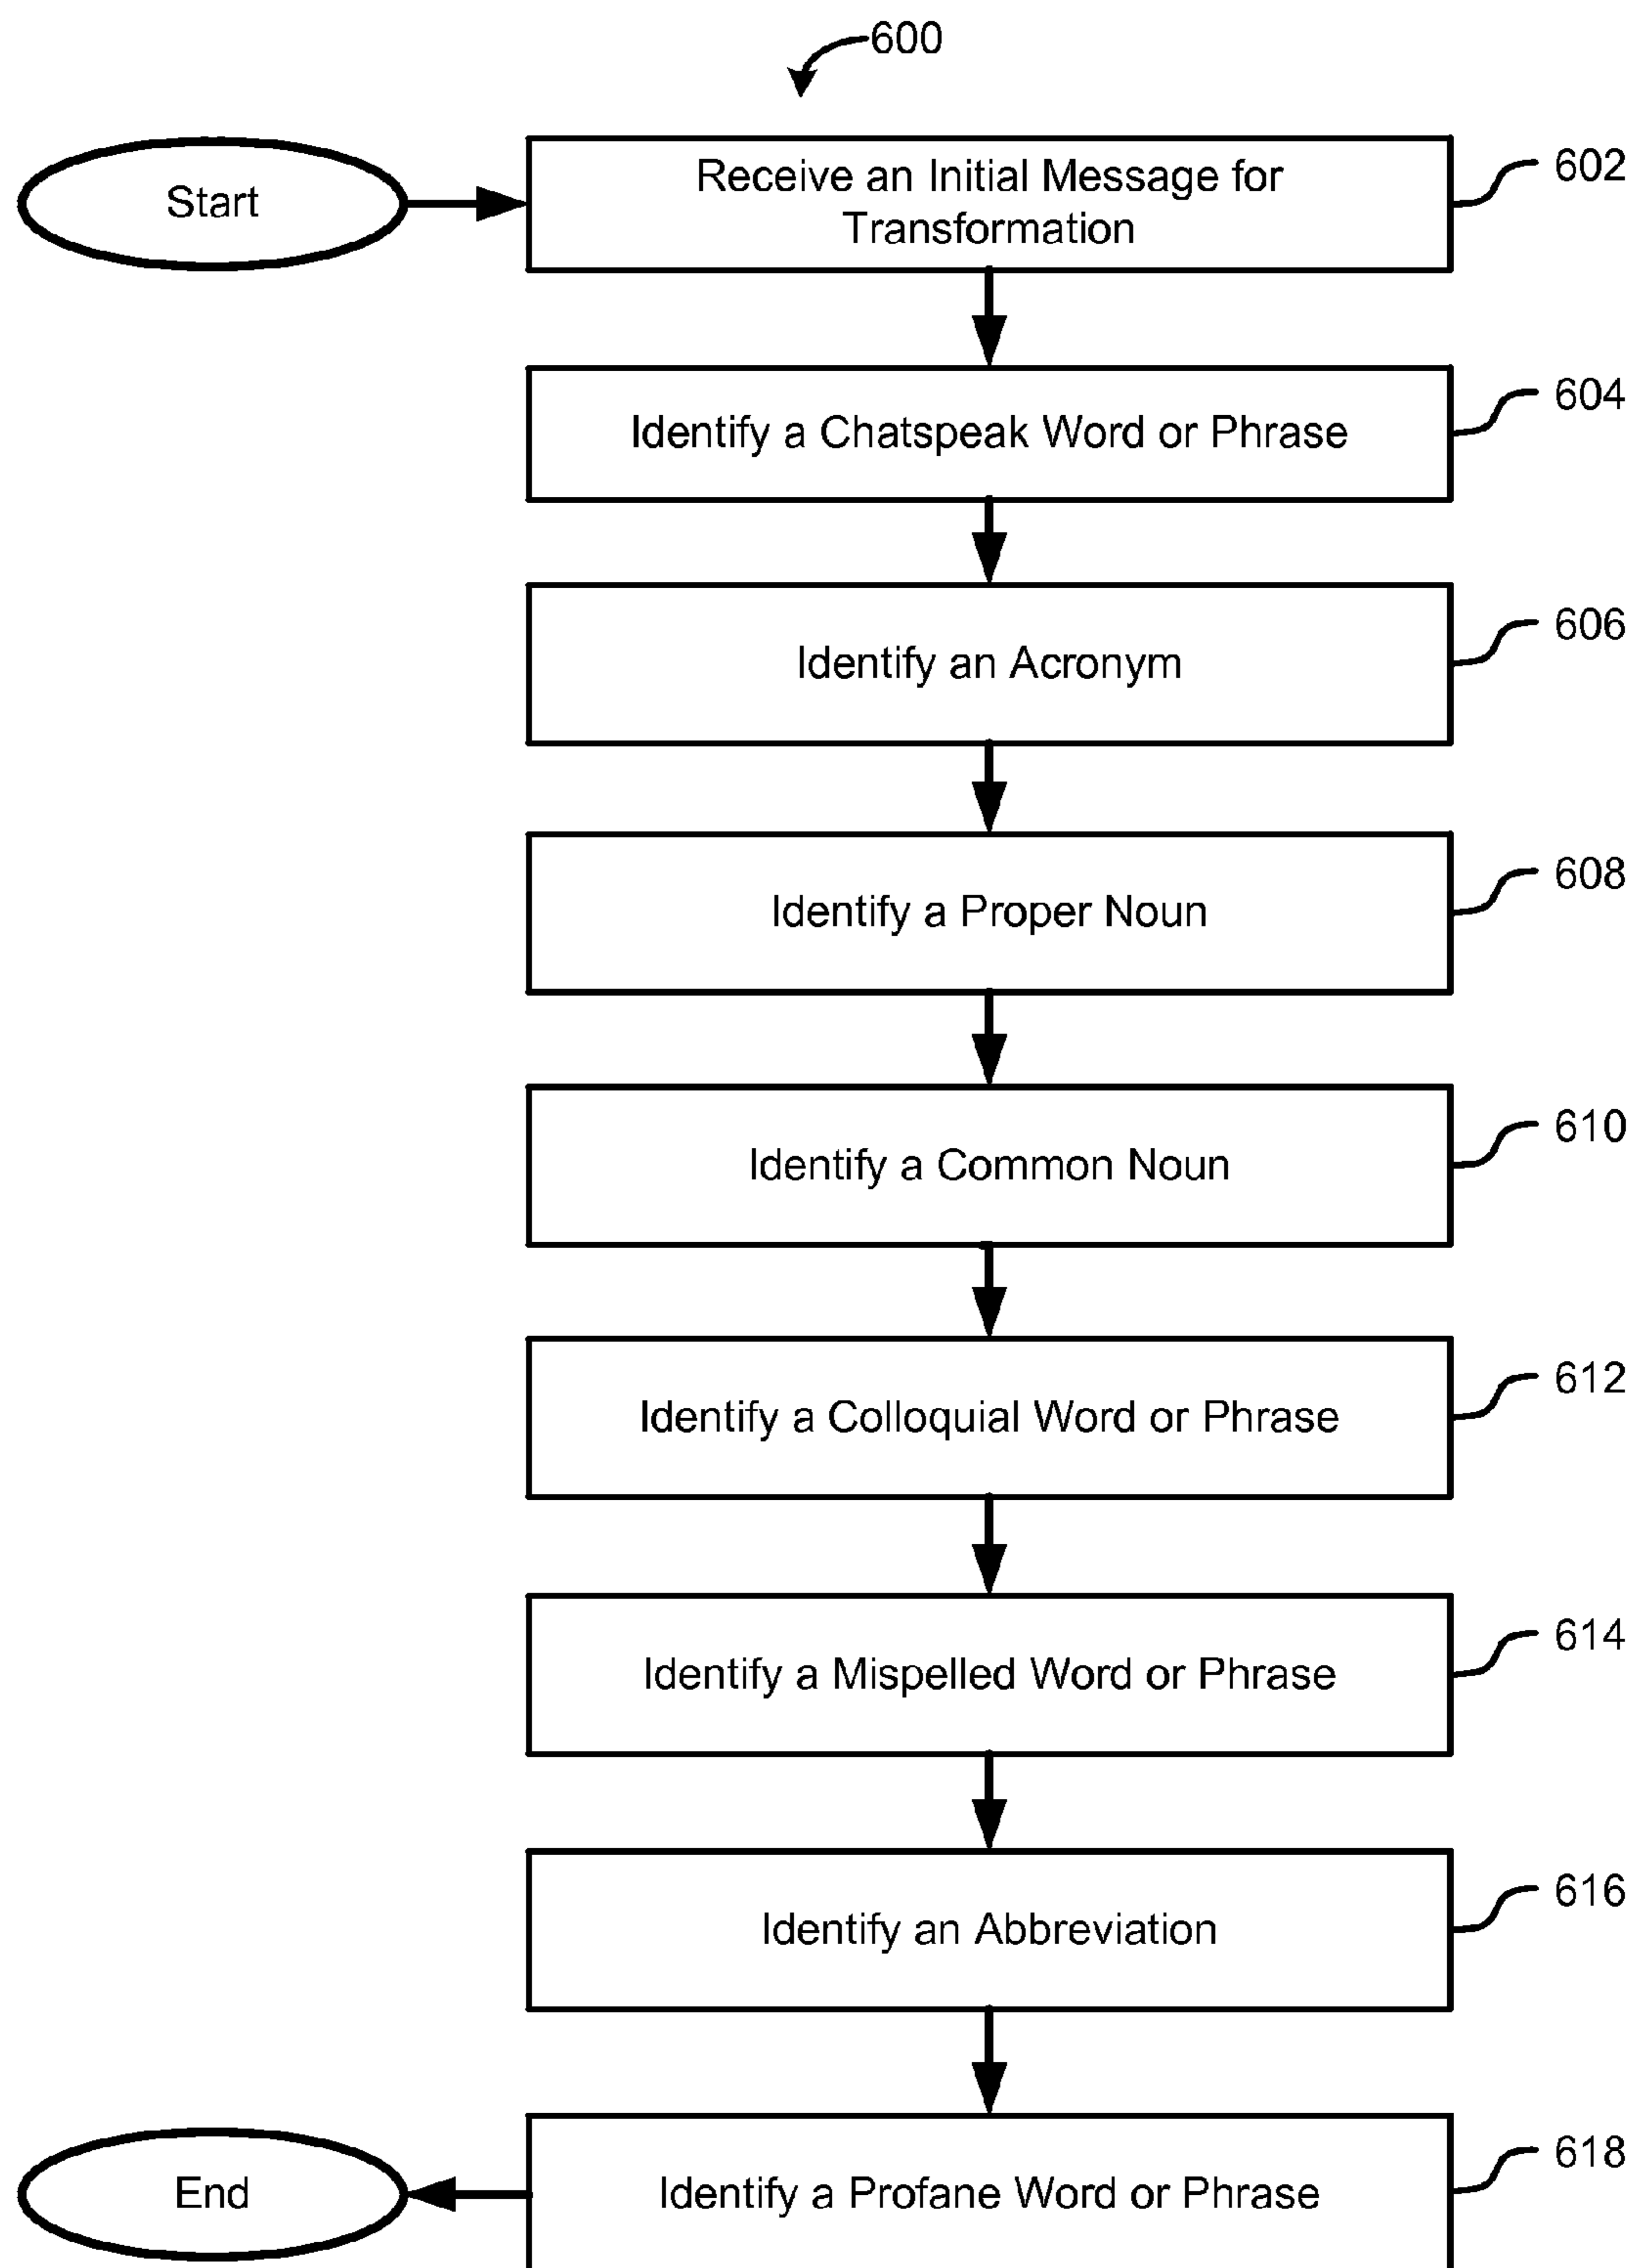 600
Start
Receive an Initial Message for
Transformation
602
Identify a Chatspeak Word or Phrase
604
Identify an Acronym
606
Identify a Proper Noun
608
Identify a Common Noun
610
Identify a Colloquial Word or Phrase
612
Identify a Mispelled Word or Phrase
614
Identify an Abbreviation
616
Identify a Profane Word or Phrase
618
End